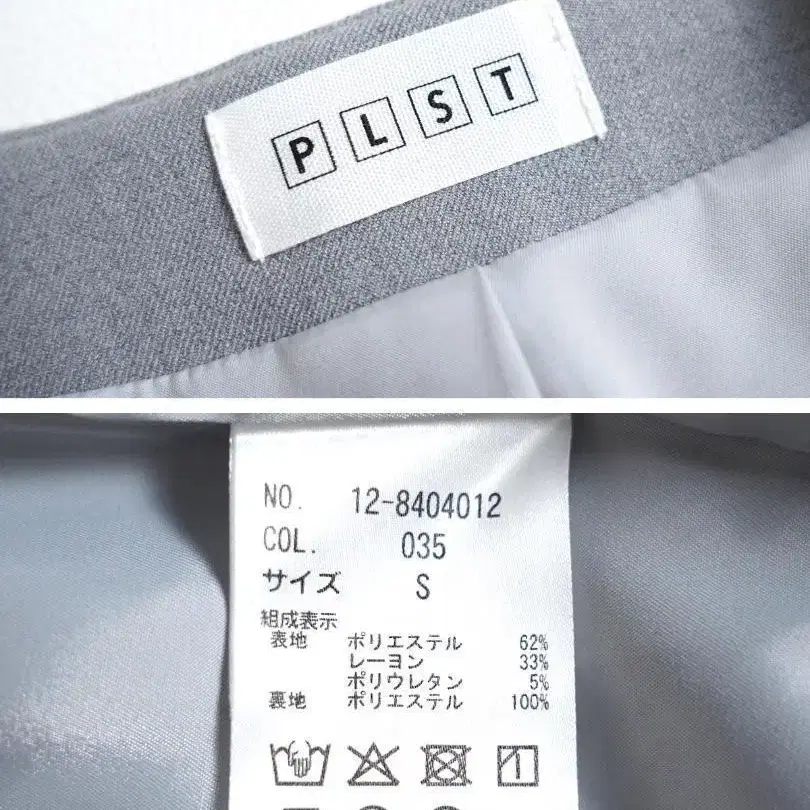 PLST
NO. 12-8404012
COL. 035
サイズ S
組成表示
表地 ポリエステル 62%
レーヨン 33%
ポリウレタン 5%
裏地 ポリエステル 100%